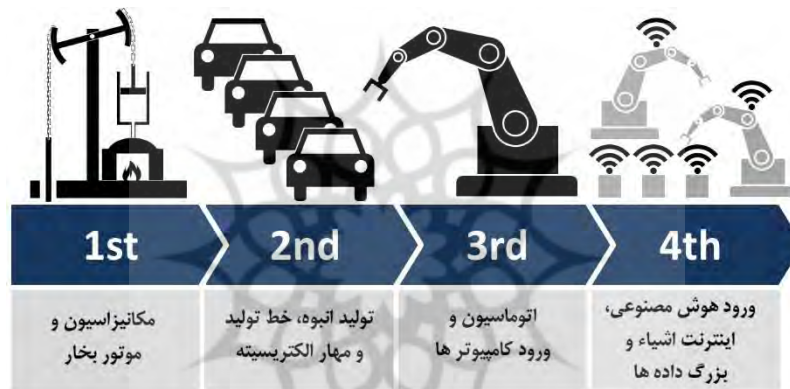 1st
2nd
3rd
4th
مکانیزاسیون و
موتور بخار
تولید انبوه، خط تولید
و مهار الکتریسیته
اتوماسیون و
ورود کامپیوتر ها
ورود هوش مصنوعی،
اینترنت اشیاء و
بزرگ داده ها